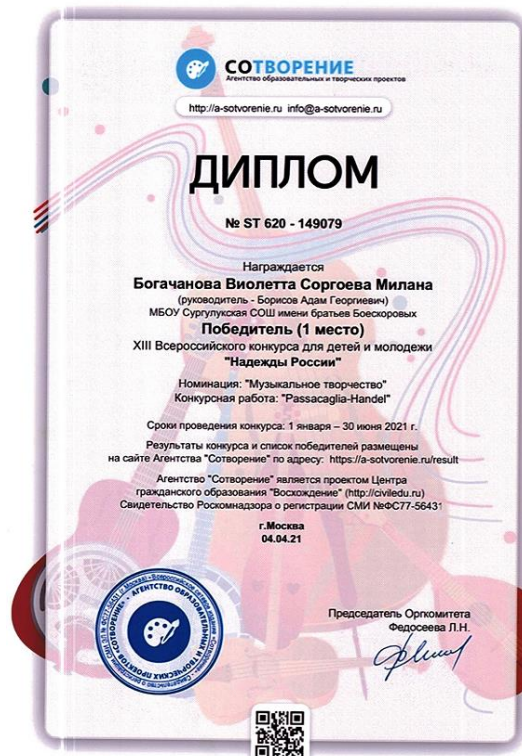 СОТВОРЕНИЕ
Агентство образовательных и творческих проектов
http://a-sotvorenie.ru info@a-sotvorenie.ru
ДИПЛОМ
№ ST 620 - 149079
Награждается
Богачанова Виолетта Соргоева Милана
(руководитель - Борисов Адам Георгиевич)
МБОУ Сургулукская СОШ имени братьев Боескоровых
Победитель (1 место)
XIII Всероссийского конкурса для детей и молодежи
"Надежды России"
Номинация: "Музыкальное творчество"
Конкурсная работа: "Passacaglia-Handel"
Сроки проведения конкурса: 1 января – 30 июня 2021 г.
Результаты конкурса и список победителей размещены
на сайте Агентства "Сотворение" по адресу: https://a-sotvorenie.ru/result
Агентство "Сотворение" является проектом Центра
гражданского образования "Восхождение" (http://civiledu.ru)
Свидетельство Роскомнадзора о регистрации СМИ №ФС77-56431
г.Москва
04.04.21
АГЕНТСТВО ОБРАЗОВАТЕЛЬНЫХ И ТВОРЧЕСКИХ ПРОЕКТОВ «СОТВОРЕНИЕ»
Председатель Оргкомитета
Федосеева Л.Н.